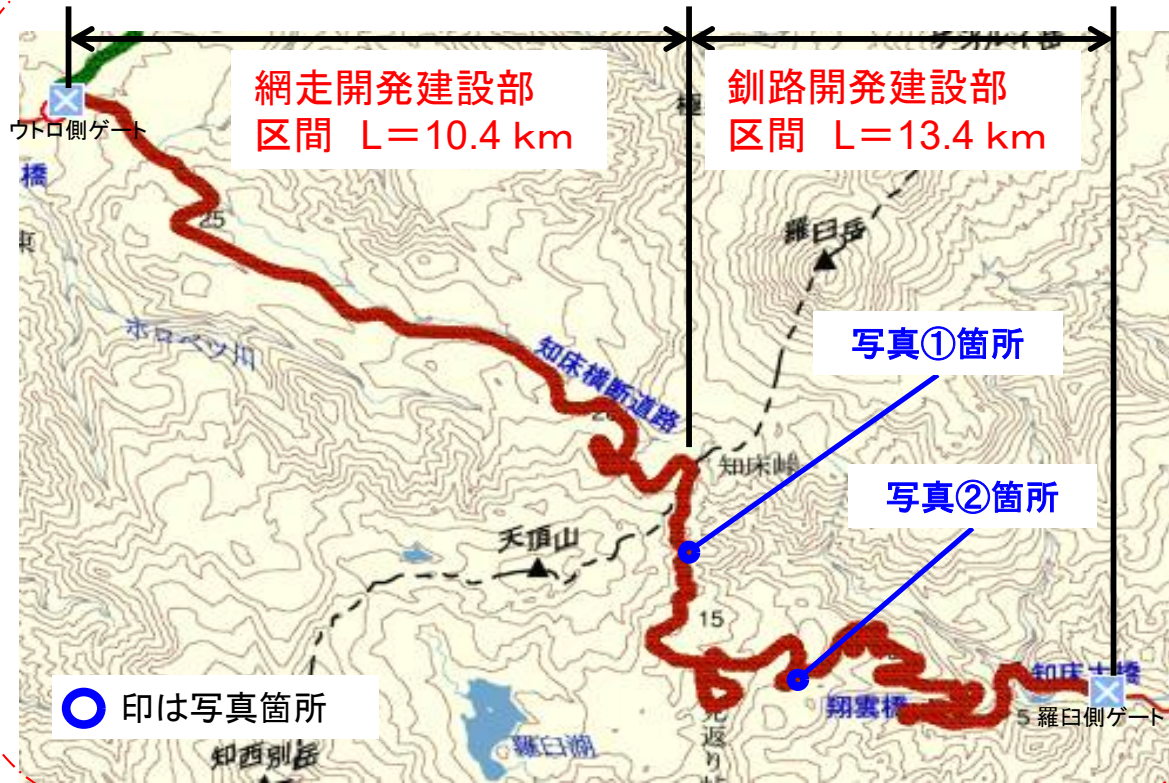 網走開発建設部
区間 L=10.4 km
釧路開発建設部
区間 L=13.4 km
ウトロ側ゲート
橋
東
25
羅臼岳
ホロベツ川
写真①箇所
知床横断道路
知床峠
写真②箇所
天頂山
15
知床大橋
翔雲橋
5
羅臼側ゲート
印は写真箇所
羅臼湖
知西別岳